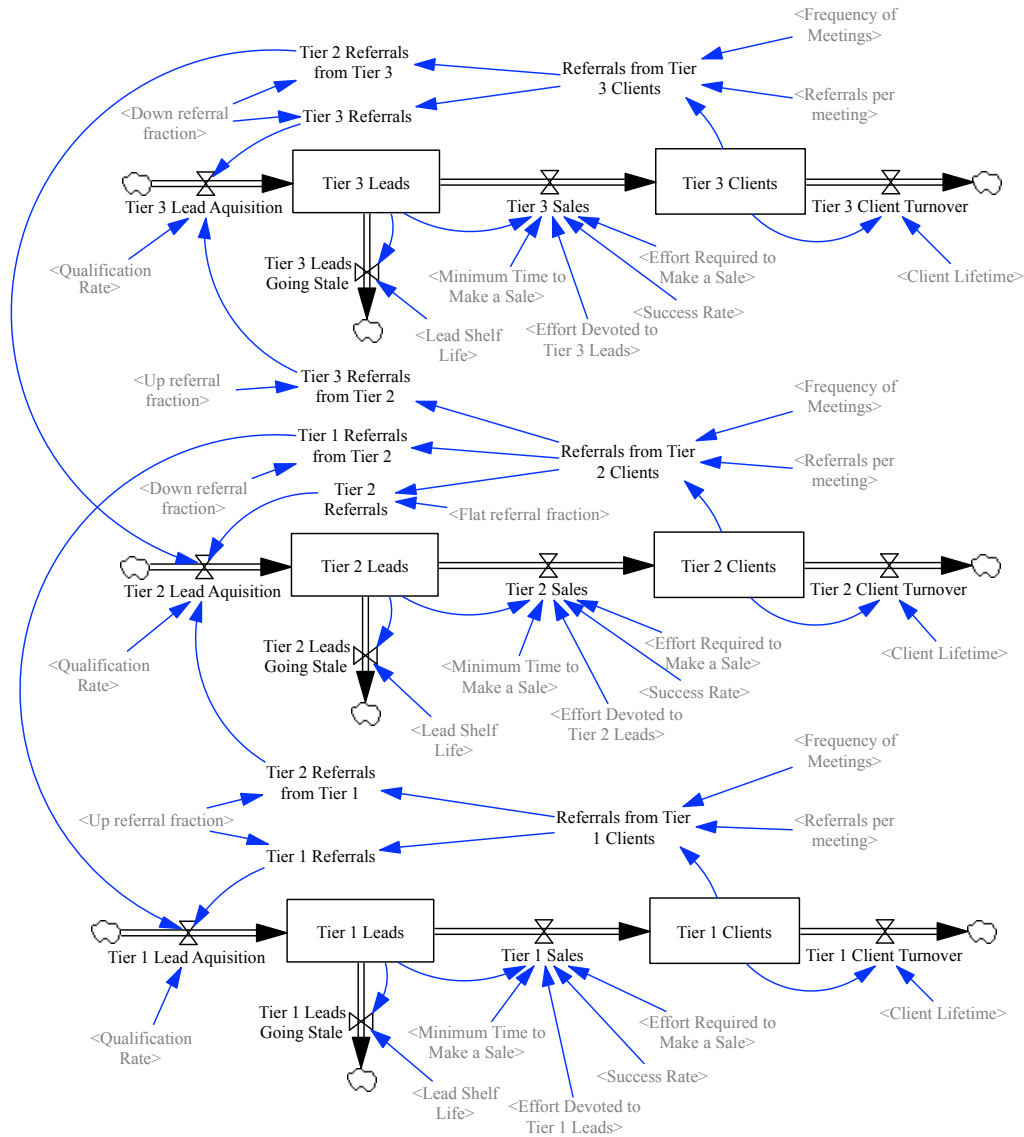 <Frequency of
Meetings>
Tier 2 Referrals
from Tier 3
Referrals from Tier
3 Clients
<Down referral
fraction>
Tier 3 Referrals
<Referrals per
meeting>
Tier 3 Leads
Tier 3 Clients
Tier 3 Lead Aquisition
Tier 3 Sales
Tier 3 Client Turnover
<Qualification
Rate>
Tier 3 Leads
Going Stale
<Minimum Time to
Make a Sale>
<Effort Required to
Make a Sale>
<Client Lifetime>
<Success Rate>
<Lead Shelf
Life>
<Effort Devoted to
Tier 3 Leads>
<Up referral
fraction>
Tier 3 Referrals
from Tier 2
<Frequency of
Meetings>
Tier 1 Referrals
from Tier 2
Referrals from Tier
2 Clients
<Down referral
fraction>
Tier 2
Referrals
<Flat referral fraction>
<Referrals per
meeting>
Tier 2 Leads
Tier 2 Clients
Tier 2 Lead Aquisition
Tier 2 Sales
Tier 2 Client Turnover
<Qualification
Rate>
Tier 2 Leads
Going Stale
<Minimum Time to
Make a Sale>
<Effort Required to
Make a Sale>
<Client Lifetime>
<Success Rate>
<Lead Shelf
Life>
<Effort Devoted to
Tier 2 Leads>
<Frequency of
Meetings>
Tier 2 Referrals
from Tier 1
<Up referral fraction>
Referrals from Tier
1 Clients
<Referrals per
meeting>
Tier 1 Referrals
Tier 1 Leads
Tier 1 Clients
Tier 1 Lead Aquisition
Tier 1 Sales
Tier 1 Client Turnover
<Qualification
Rate>
Tier 1 Leads
Going Stale
<Minimum Time to
Make a Sale>
<Effort Required to
Make a Sale>
<Client Lifetime>
<Success Rate>
<Lead Shelf
Life>
<Effort Devoted to
Tier 1 Leads>